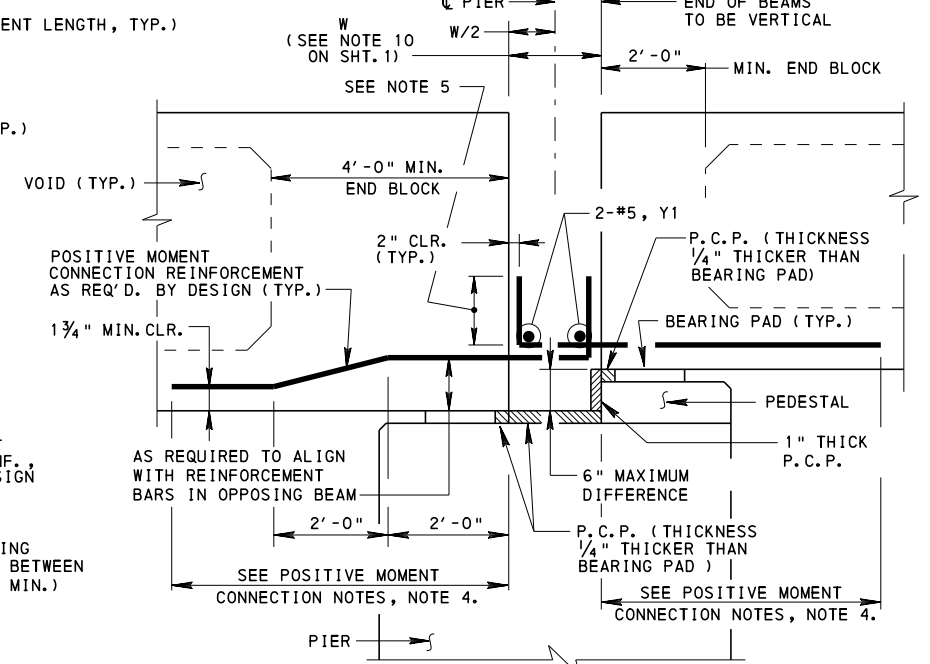 ℄ PIER
END OF BEAMS
TO BE VERTICAL
ENT LENGTH, TYP.)
W
(SEE NOTE 10
ON SHT. 1)
W/2
2'-0"
MIN. END BLOCK
SEE NOTE 5
P.)
VOID (TYP.)
4'-0" MIN.
END BLOCK
2-#5, Y1
2" CLR.
(TYP.)
P.C.P. (THICKNESS
1/4" THICKER THAN
BEARING PAD)
POSITIVE MOMENT
CONNECTION REINFORCEMENT
AS REQ'D. BY DESIGN (TYP.)
BEARING PAD (TYP.)
1 3/4" MIN. CLR.
PEDESTAL
1" THICK
P.C.P.
AS REQUIRED TO ALIGN
WITH REINFORCEMENT
BARS IN OPPOSING BEAM
MF.,
SIGN
6" MAXIMUM
DIFFERENCE
2'-0"
2'-0"
P.C.P. (THICKNESS
1/4" THICKER THAN
BEARING PAD )
ING
BETWEEN
MIN.)
SEE POSITIVE MOMENT
CONNECTION NOTES, NOTE 4.
SEE POSITIVE MOMENT
CONNECTION NOTES, NOTE 4.
PIER